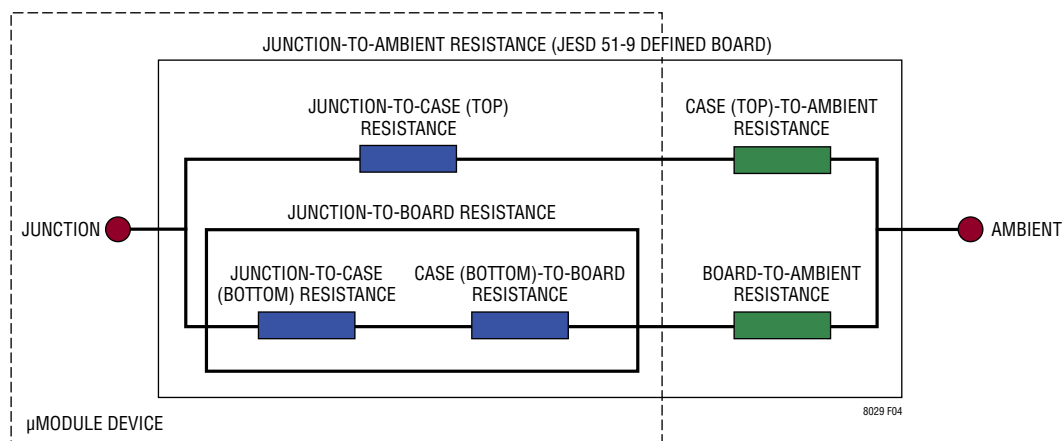 JUNCTION-TO-AMBIENT RESISTANCE (JESD 51-9 DEFINED BOARD)
JUNCTION-TO-CASE (TOP)
RESISTANCE
CASE (TOP)-TO-AMBIENT
RESISTANCE
JUNCTION
JUNCTION-TO-BOARD RESISTANCE
AMBIENT
JUNCTION-TO-CASE
(BOTTOM) RESISTANCE
CASE (BOTTOM)-TO-BOARD
RESISTANCE
BOARD-TO-AMBIENT
RESISTANCE
8029 F04
µMODULE DEVICE